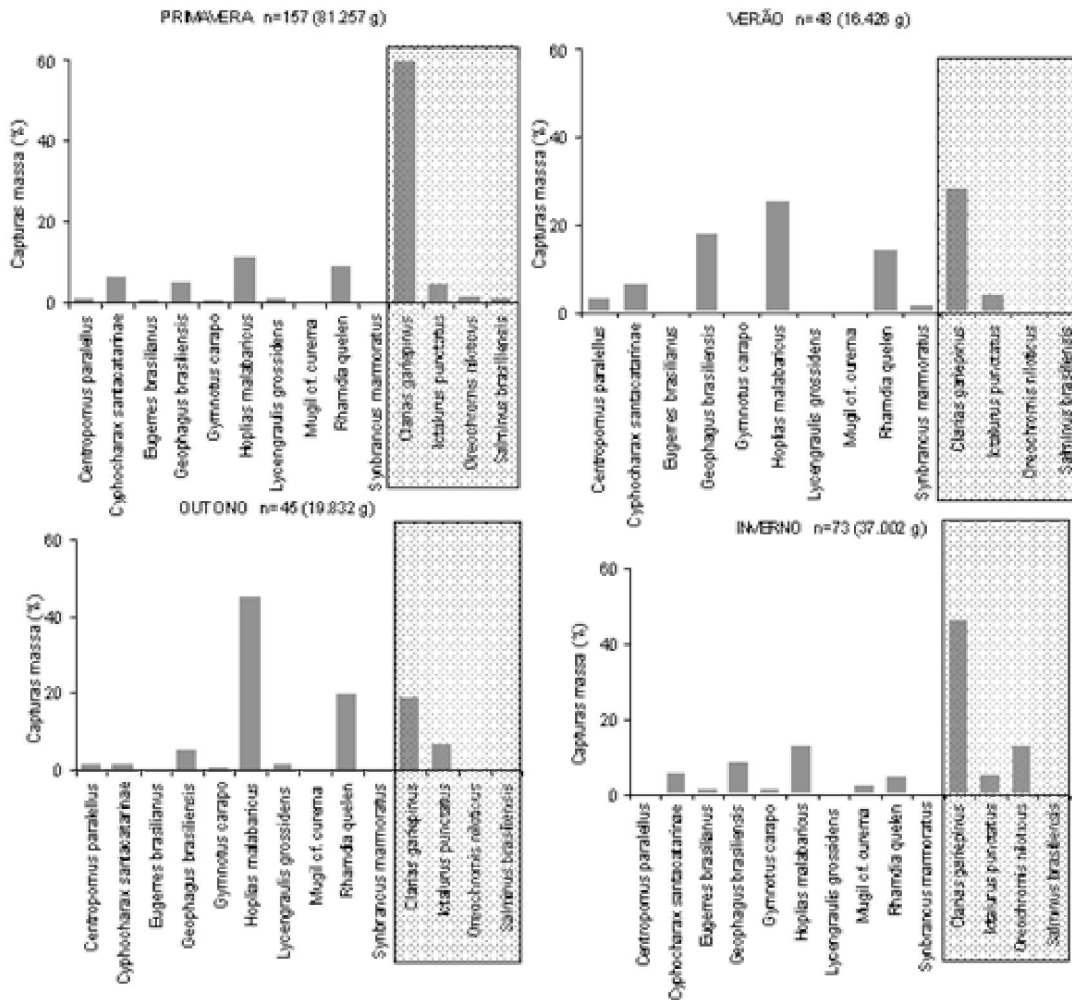 PRIMAVERA n=157 (81.257 g)
Capturas massa (%)
60
40
20
0
Centropomus paralellus
Cyphocharax santacatarinae
Eugerres brasilianus
Geophagus brasiliensis
Gymnotus carapo
Hoplias malabaricus
Lycengraulis grossidens
Mugil cf. curema
Rhamdia quelen
Synbrancus marmoratus
Clarias gariepinus
Ictalurus punctatus
Oreochromis niloticus
Salminus brasiliensis
VERÃO n=48 (16.426 g)
Capturas massa (%)
60
40
20
0
Centropomus paralellus
Cyphocharax santacatarinae
Eugerres brasilianus
Geophagus brasiliensis
Gymnotus carapo
Hoplias malabaricus
Lycengraulis grossidens
Mugil cf. curema
Rhamdia quelen
Synbrancus marmoratus
Clarias gariepinus
Ictalurus punctatus
Oreochromis niloticus
Salminus brasiliensis
OUTONO n=45 (19.832 g)
Capturas massa (%)
60
40
20
0
Centropomus paralellus
Cyphocharax santacatarinae
Eugerres brasilianus
Geophagus brasiliensis
Gymnotus carapo
Hoplias malabaricus
Lycengraulis grossidens
Mugil cf. curema
Rhamdia quelen
Synbrancus marmoratus
Clarias gariepinus
Ictalurus punctatus
Oreochromis niloticus
Salminus brasiliensis
INVERNO n=73 (37.002 g)
Capturas massa (%)
60
40
20
0
Centropomus paralellus
Cyphocharax santacatarinae
Eugerres brasilianus
Geophagus brasiliensis
Gymnotus carapo
Hoplias malabaricus
Lycengraulis grossidens
Mugil cf. curema
Rhamdia quelen
Synbrancus marmoratus
Clarias gariepinus
Ictalurus punctatus
Oreochromis niloticus
Salminus brasiliensis